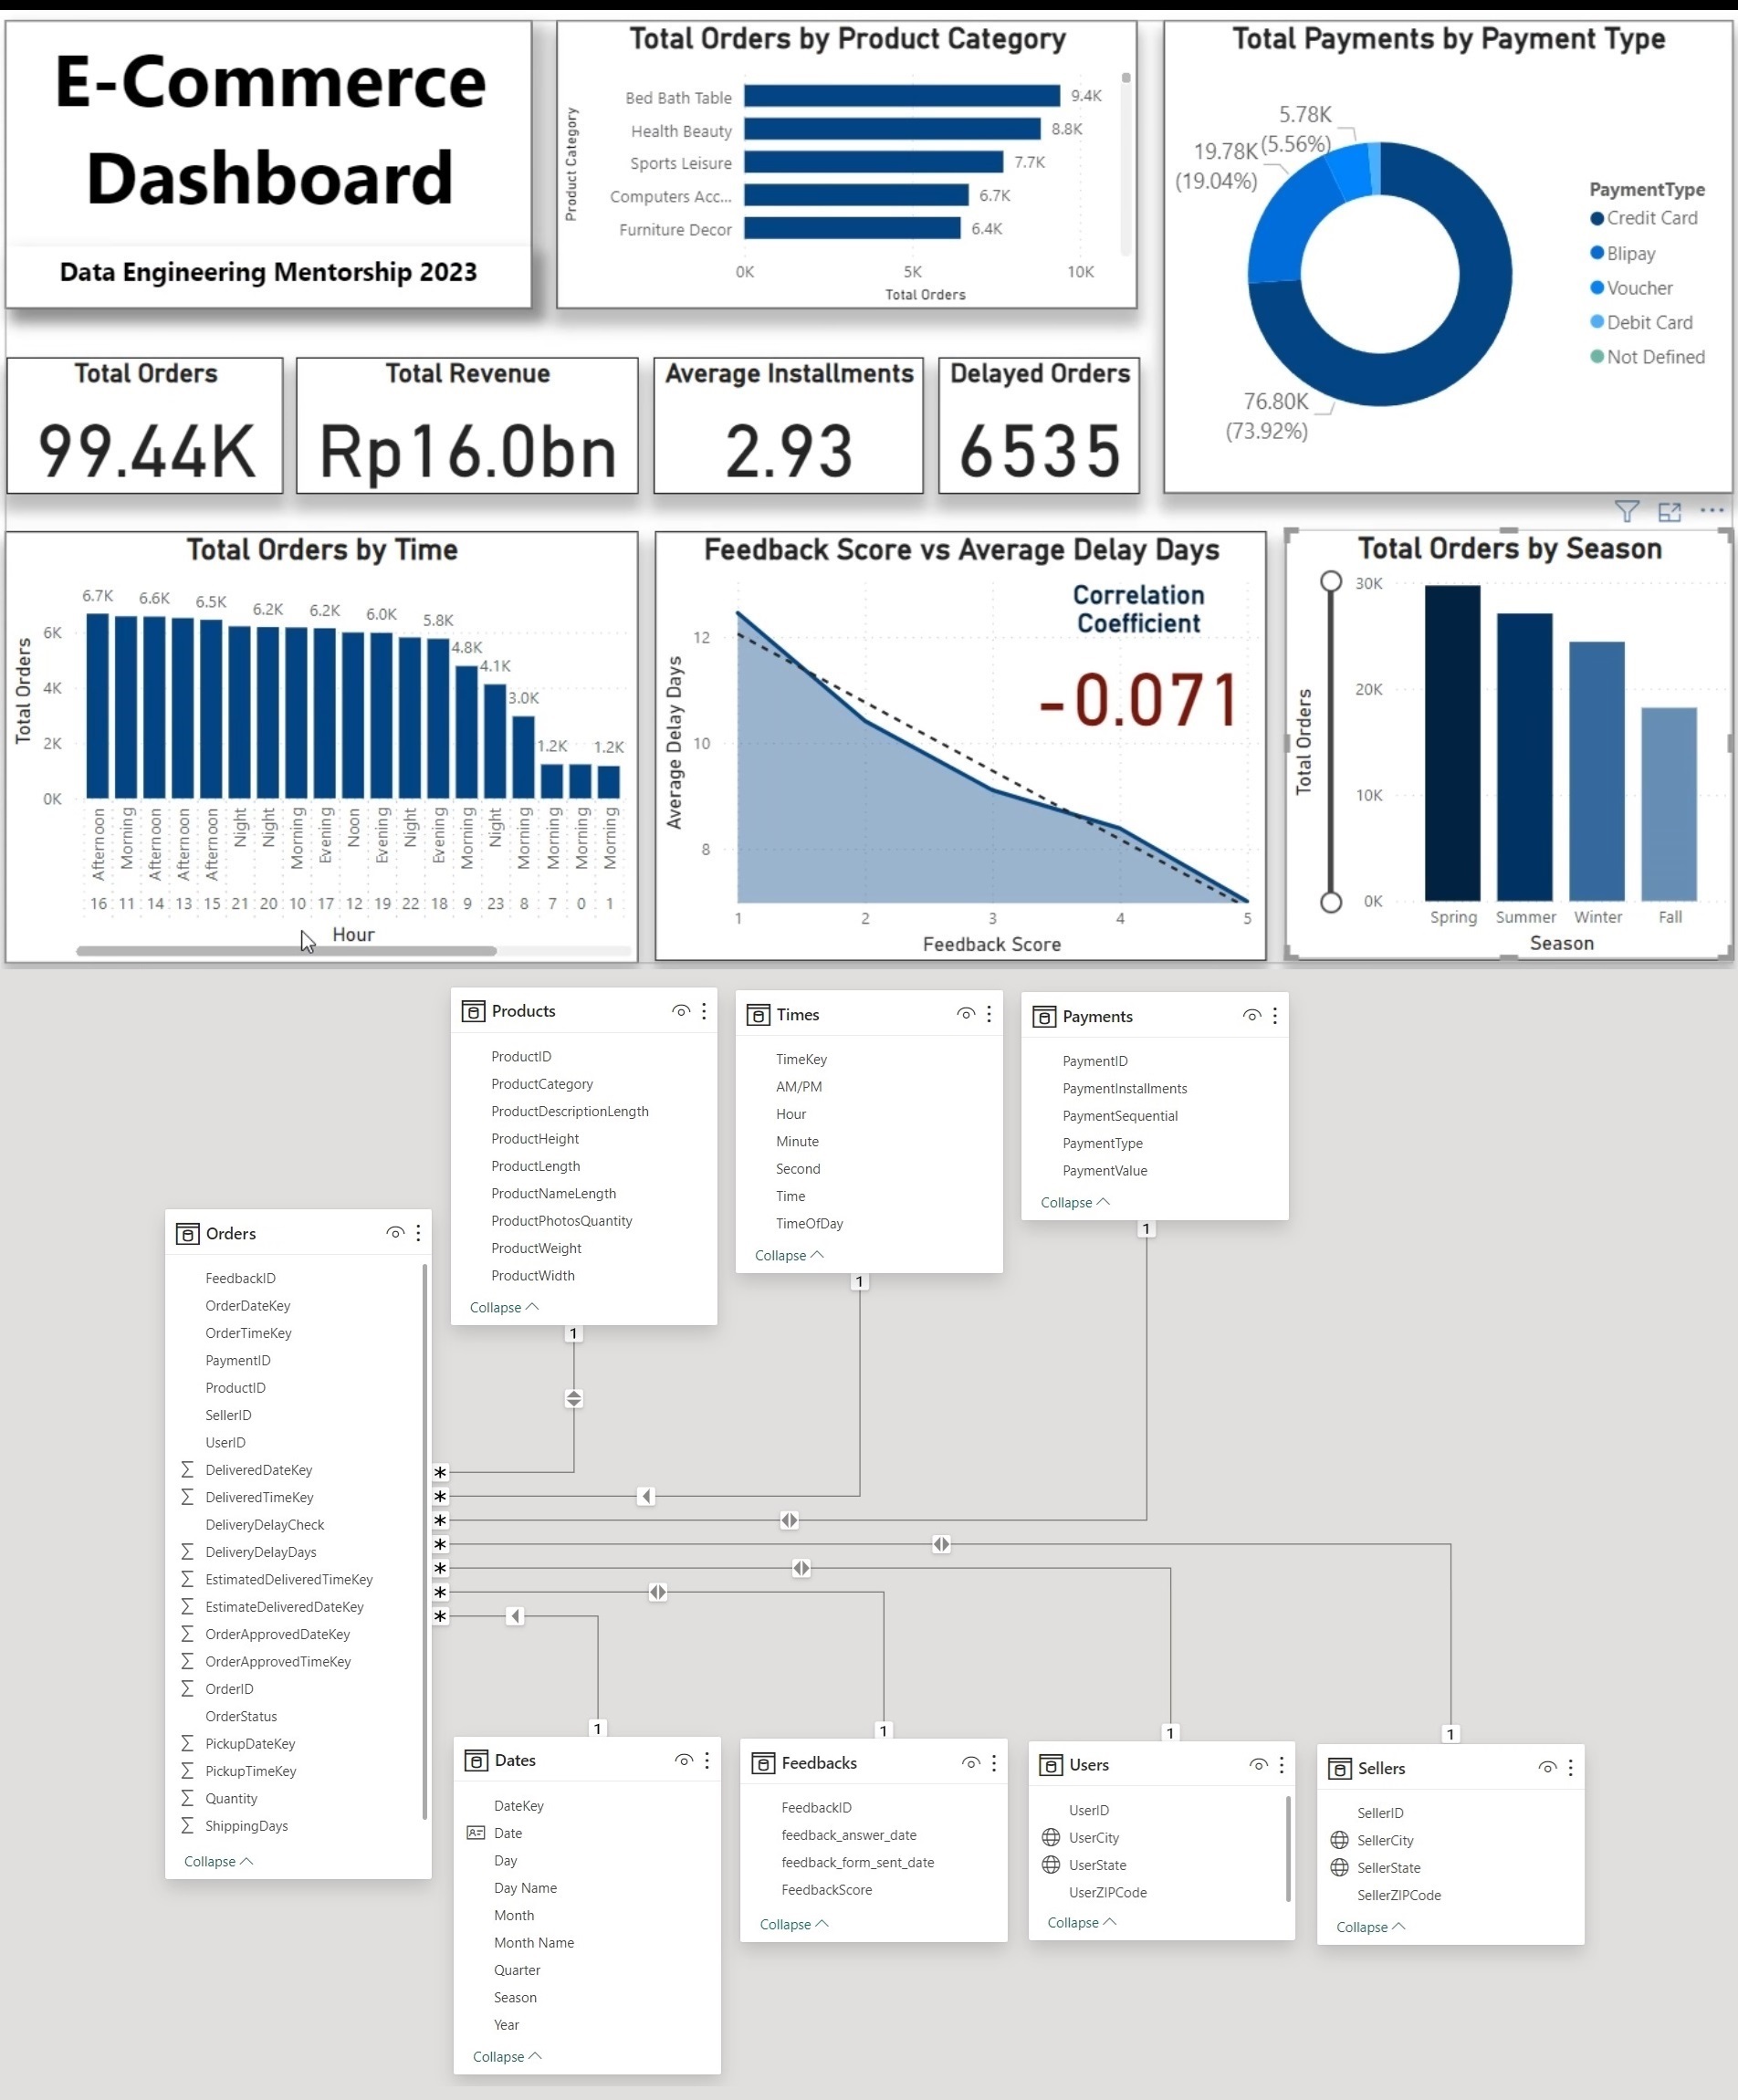 E-Commerce
Dashboard
Data Engineering Mentorship 2023
Total Orders by Product Category
Product Category
Bed Bath Table
9.4K
Health Beauty
8.8K
Sports Leisure
7.7K
Computers Acc...
6.7K
Furniture Decor
6.4K
0K
5K
10K
Total Orders
Total Payments by Payment Type
5.78K
(5.56%)
19.78K
(19.04%)
76.80K
(73.92%)
PaymentType
Credit Card
Blipay
Voucher
Debit Card
Not Defined
Total Orders
99.44K
Total Revenue
Rp16.0bn
Average Installments
2.93
Delayed Orders
6535
Total Orders by Time
Total Orders
6K
4K
2K
0K
6.7K
6.6K
6.5K
6.2K
6.2K
6.0K
5.8K
4.8K
4.1K
3.0K
1.2K
1.2K
Afternoon
Morning
Afternoon
Afternoon
Afternoon
Night
Night
Morning
Evening
Noon
Evening
Night
Evening
Morning
Night
Morning
Morning
Morning
Morning
16 11 14 13 15 21 20 10 17 12 19 22 18 9 23 8 7 0 1
Hour
Feedback Score vs Average Delay Days
Correlation
Coefficient
-0.071
Average Delay Days
12
10
8
1 2 3 4 5
Feedback Score
Total Orders by Season
Total Orders
30K
20K
10K
0K
Spring Summer Winter Fall
Season
Products
ProductID
ProductCategory
ProductDescriptionLength
ProductHeight
ProductLength
ProductNameLength
ProductPhotosQuantity
ProductWeight
ProductWidth
Collapse
1
Times
TimeKey
AM/PM
Hour
Minute
Second
Time
TimeOfDay
Collapse
1
Payments
PaymentID
PaymentInstallments
PaymentSequential
PaymentType
PaymentValue
Collapse
1
Orders
FeedbackID
OrderDateKey
OrderTimeKey
PaymentID
ProductID
SellerID
UserID
∑ DeliveredDateKey
∑ DeliveredTimeKey
DeliveryDelayCheck
∑ DeliveryDelayDays
∑ EstimatedDeliveredTimeKey
∑ EstimateDeliveredDateKey
∑ OrderApprovedDateKey
∑ OrderApprovedTimeKey
∑ OrderID
OrderStatus
∑ PickupDateKey
∑ PickupTimeKey
∑ Quantity
∑ ShippingDays
Collapse
*
*
*
*
*
*
*
1
Dates
DateKey
Date
Day
Day Name
Month
Month Name
Quarter
Season
Year
Collapse
1
Feedbacks
FeedbackID
feedback_answer_date
feedback_form_sent_date
FeedbackScore
Collapse
1
Users
UserID
UserCity
UserState
UserZIPCode
Collapse
1
Sellers
SellerID
SellerCity
SellerState
SellerZIPCode
Collapse